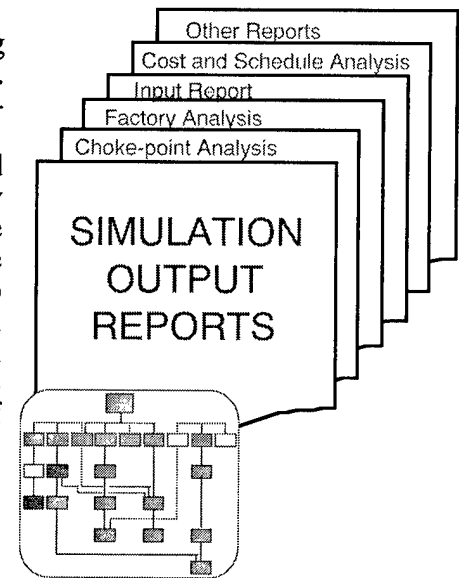 Other Reports
Cost and Schedule Analysis
Input Report
Factory Analysis
Choke-point Analysis
SIMULATION
OUTPUT
REPORTS